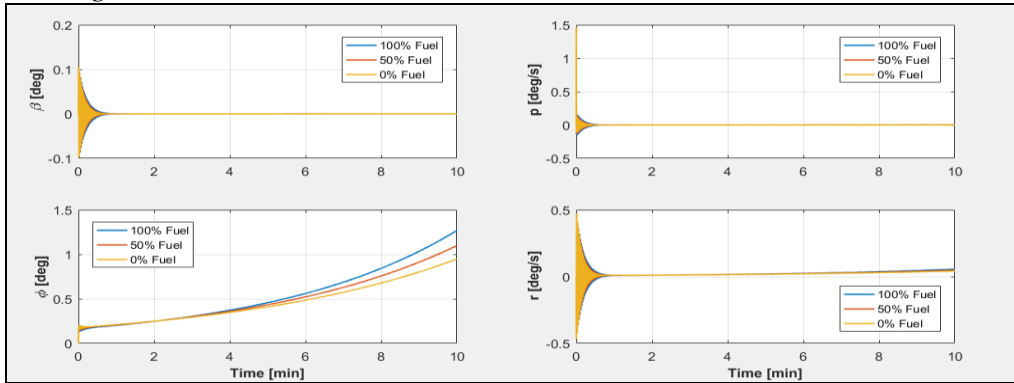 0.2
0.1
0
-0.1
β [deg]
100% Fuel
50% Fuel
0% Fuel
0 2 4 6 8 10
1.5
1
0.5
0
-0.5
p [deg/s]
100% Fuel
50% Fuel
0% Fuel
0 2 4 6 8 10
1.5
1
0.5
0
ϕ [deg]
100% Fuel
50% Fuel
0% Fuel
0 2 4 6 8 10
Time [min]
0.5
0
-0.5
r [deg/s]
100% Fuel
50% Fuel
0% Fuel
0 2 4 6 8 10
Time [min]